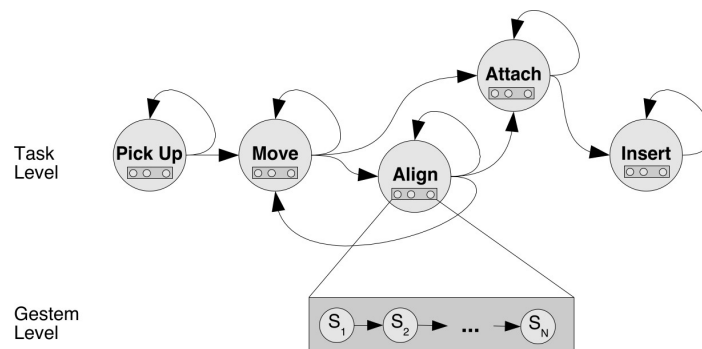 Attach
Pick Up
Move
Insert
Task
Level
Align
Gestem
Level
S1
S2
...
SN